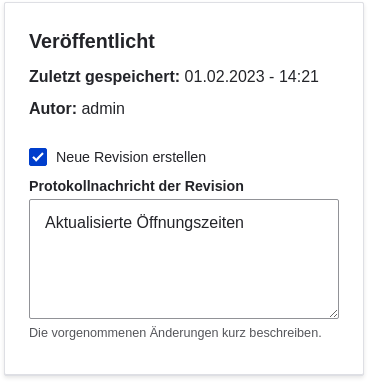 Veröffentlicht
Zuletzt gespeichert: 01.02.2023 - 14:21
Autor: admin
Neue Revision erstellen
Protokollnachricht der Revision
Aktualisierte Öffnungszeiten
Die vorgenommenen Änderungen kurz beschreiben.